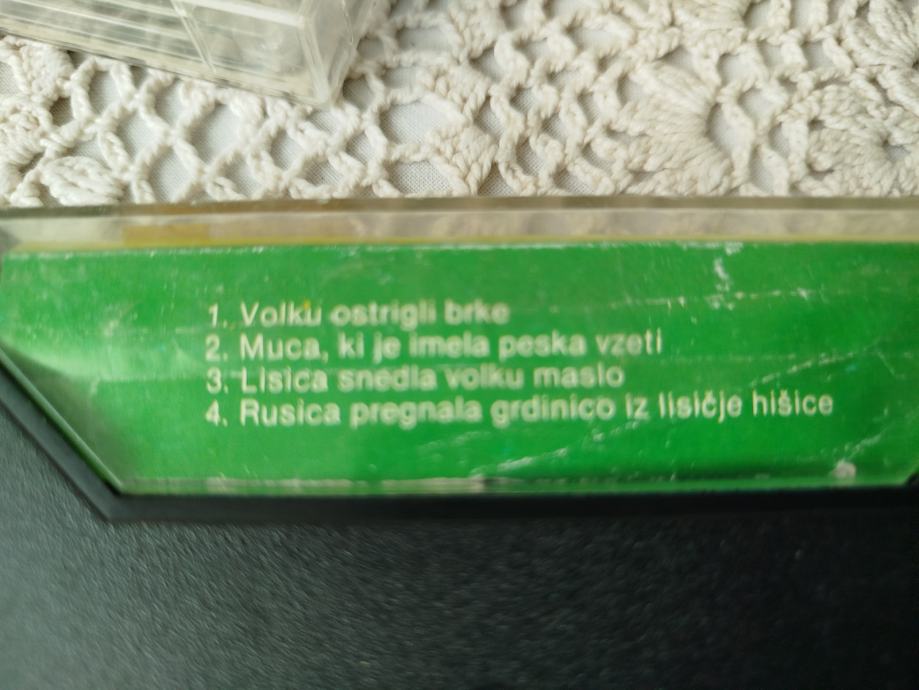 1. Volku ostrigli brke
2. Muca, ki je imela peska vzeti
3. Lisica snedla volku maslo
4. Rusica pregnala grdinico iz lisičje hišice